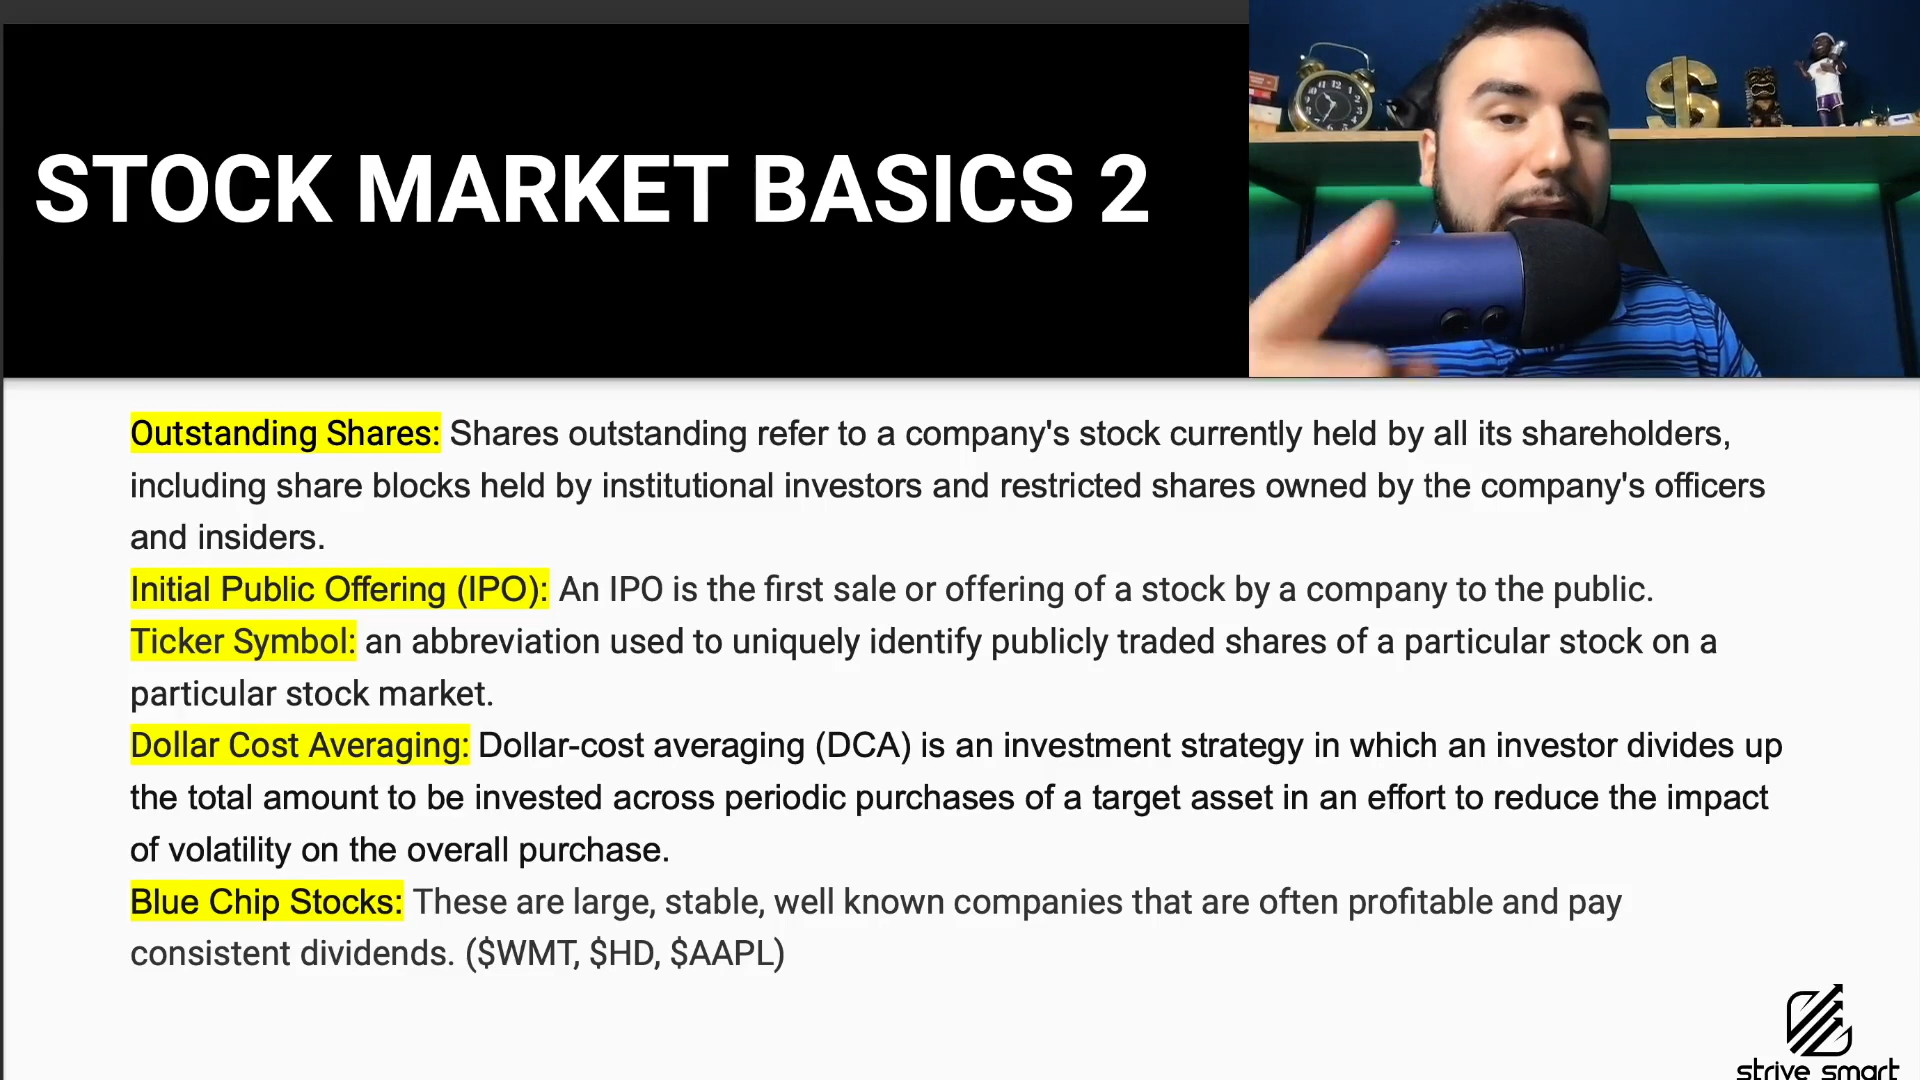 STOCK MARKET BASICS 2
Outstanding Shares: Shares outstanding refer to a company's stock currently held by all its shareholders,
including share blocks held by institutional investors and restricted shares owned by the company's officers
and insiders.
Initial Public Offering (IPO): An IPO is the first sale or offering of a stock by a company to the public.
Ticker Symbol: an abbreviation used to uniquely identify publicly traded shares of a particular stock on a
particular stock market.
Dollar Cost Averaging: Dollar-cost averaging (DCA) is an investment strategy in which an investor divides up
the total amount to be invested across periodic purchases of a target asset in an effort to reduce the impact
of volatility on the overall purchase.
Blue Chip Stocks: These are large, stable, well known companies that are often profitable and pay
consistent dividends. ($WMT, $HD, $AAPL)
strive smart